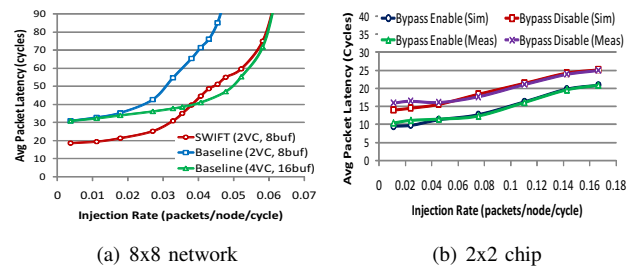 90
80
70
60
50
40
30
20
10
0
Avg Packet Latency (cycles)
SWIFT (2VC, 8buf)
Baseline (2VC, 8buf)
Baseline (4VC, 16buf)
0 0.01 0.02 0.03 0.04 0.05 0.06 0.07
Injection Rate (packets/node/cycle)
(a) 8x8 network
Bypass Enable (Sim) Bypass Disable (Sim)
Bypass Enable (Meas) Bypass Disable (Meas)
40
35
30
25
20
15
10
5
0
Avg Packet Latency (Cycles)
0 0.02 0.04 0.06 0.08 0.1 0.12 0.14 0.16 0.18
Injection Rate (packets/node/cycle)
(b) 2x2 chip